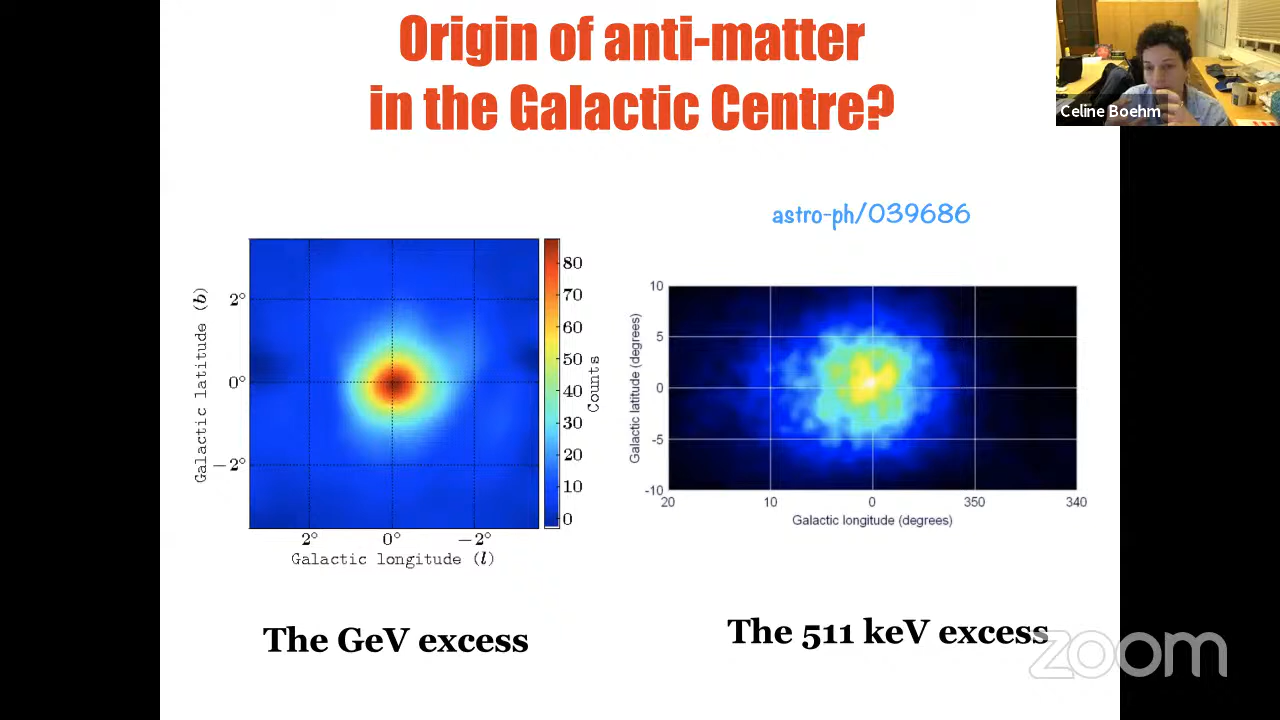 Origin of anti-matter
in the Galactic Centre?
Celine Boehm
astro-ph/039686
Galactic latitude (b)
2°
0°
−2°
2°
0°
−2°
Galactic longitude (l)
80
70
60
50
40
30
20
10
0
Counts
Galactic latitude (degrees)
10
5
0
-5
-10
20
10
0
350
340
Galactic longitude (degrees)
The GeV excess
The 511 keV excess
zoom